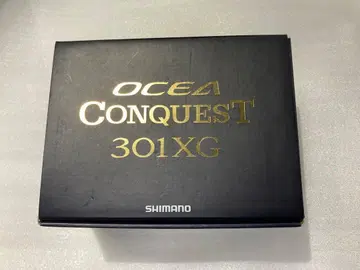 OCEA
CONQUEST
301XG
SHIMANO